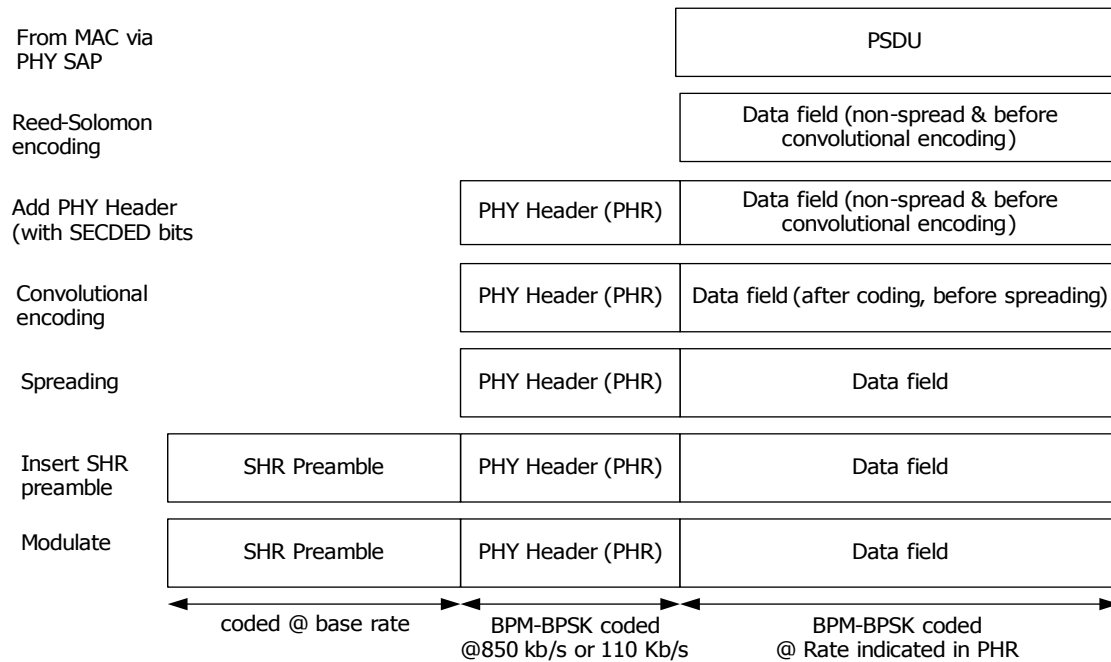 From MAC via
PHY SAP
PSDU
Reed-Solomon
encoding
Data field (non-spread & before
convolutional encoding)
Add PHY Header
(with SECDED bits
PHY Header (PHR)
Data field (non-spread & before
convolutional encoding)
Convolutional
encoding
PHY Header (PHR)
Data field (after coding, before spreading)
Spreading
PHY Header (PHR)
Data field
Insert SHR
preamble
SHR Preamble
PHY Header (PHR)
Data field
Modulate
SHR Preamble
PHY Header (PHR)
Data field
coded @ base rate
BPM-BPSK coded
@850 kb/s or 110 Kb/s
BPM-BPSK coded
@ Rate indicated in PHR